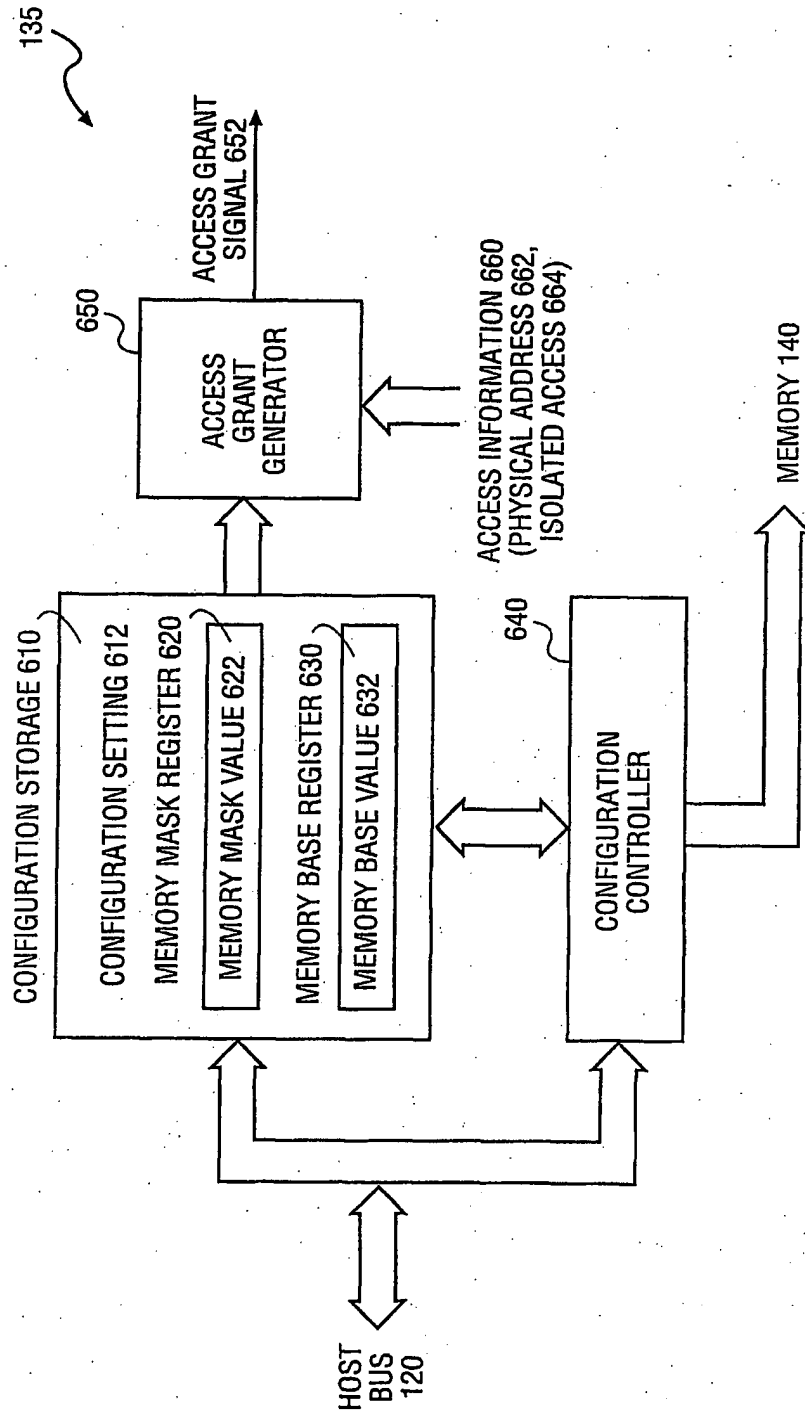 135
HOST
BUS
120
CONFIGURATION STORAGE 610
CONFIGURATION SETTING 612
MEMORY MASK REGISTER 620
MEMORY MASK VALUE 622
MEMORY BASE REGISTER 630
MEMORY BASE VALUE 632
650
ACCESS
GRANT
GENERATOR
ACCESS GRANT
SIGNAL 652
ACCESS INFORMATION 660
(PHYSICAL ADDRESS 662,
ISOLATED ACCESS 664)
640
CONFIGURATION
CONTROLLER
MEMORY 140